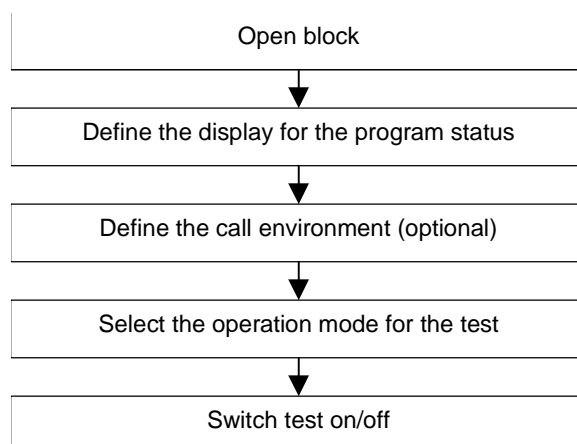 Open block
Define the display for the program status
Define the call environment (optional)
Select the operation mode for the test
Switch test on/off